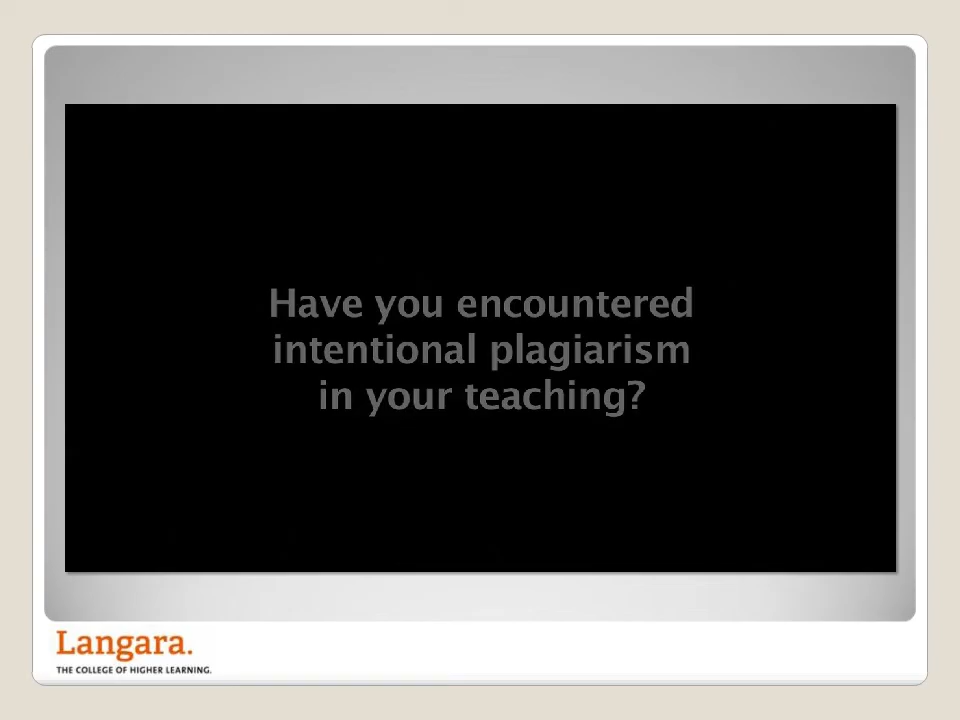 Have you encountered
intentional plagiarism
in your teaching?
Langara.
THE COLLEGE OF HIGHER LEARNING.